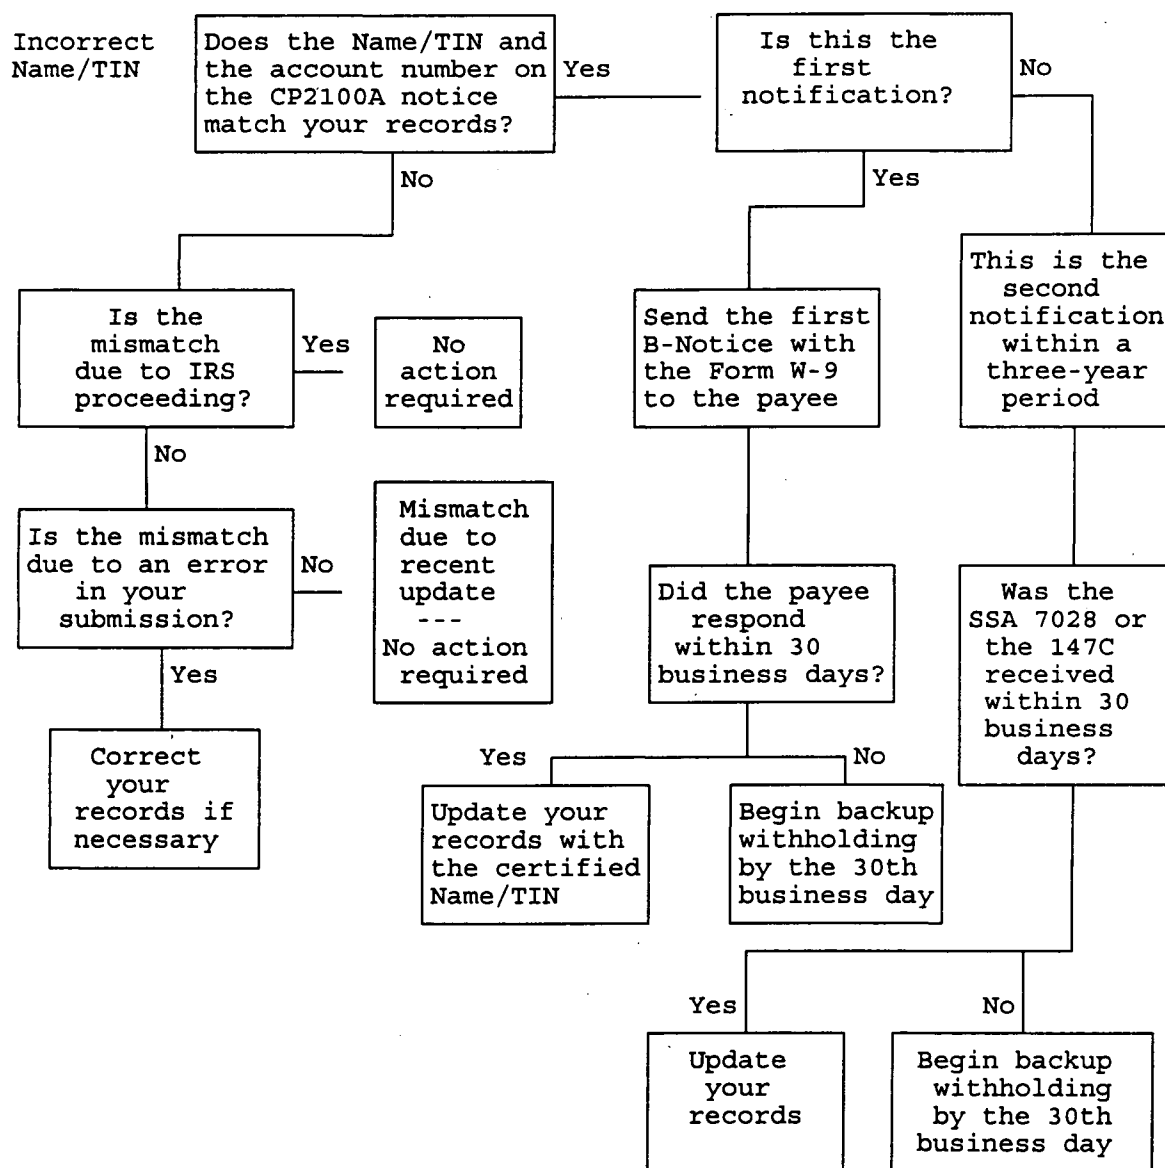 Incorrect
Name/TIN
Does the Name/TIN and
the account number on
the CP2100A notice
match your records?
Yes
Is this the
first
notification?
No
No
Yes
Is the
mismatch
due to IRS
proceeding?
Yes
No
action
required
Send the first
B-Notice with
the Form W-9
to the payee
This is the
second
notification
within a
three-year
period
No
Is the mismatch
due to an error
in your
submission?
No
Mismatch
due to
recent
update
---
No action
required
Did the payee
respond
within 30
business days?
Was the
SSA 7028 or
the 147C
received
within 30
business
days?
Yes
Correct
your
records if
necessary
Yes
No
Update your
records with
the certified
Name/TIN
Begin backup
withholding
by the 30th
business day
Yes
No
Update
your
records
Begin backup
withholding
by the 30th
business day